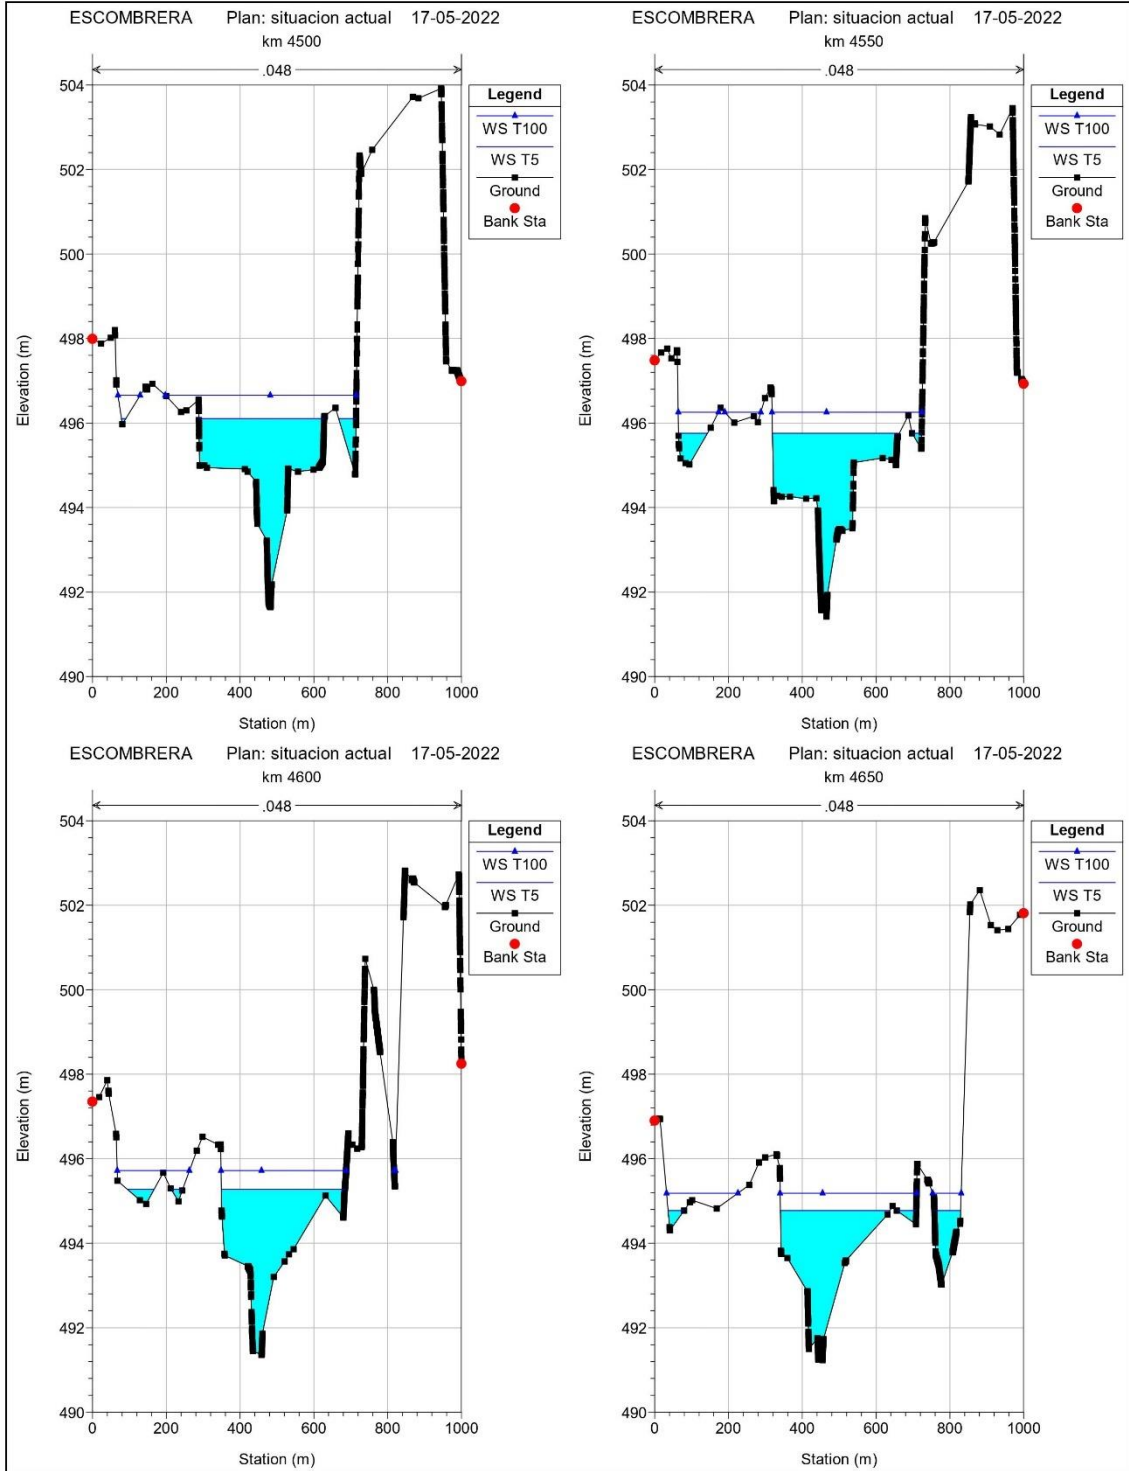 ESCOMBRERA Plan: situacion actual 17-05-2022
km 4500
.048
Legend
WS T100
WS T5
Ground
Bank Sta
Elevation (m)
504
502
500
498
496
494
492
490
0 200 400 600 800 1000
Station (m)
ESCOMBRERA Plan: situacion actual 17-05-2022
km 4550
.048
Legend
WS T100
WS T5
Ground
Bank Sta
Elevation (m)
504
502
500
498
496
494
492
490
0 200 400 600 800 1000
Station (m)
ESCOMBRERA Plan: situacion actual 17-05-2022
km 4600
.048
Legend
WS T100
WS T5
Ground
Bank Sta
Elevation (m)
504
502
500
498
496
494
492
490
0 200 400 600 800 1000
Station (m)
ESCOMBRERA Plan: situacion actual 17-05-2022
km 4650
.048
Legend
WS T100
WS T5
Ground
Bank Sta
Elevation (m)
504
502
500
498
496
494
492
490
0 200 400 600 800 1000
Station (m)